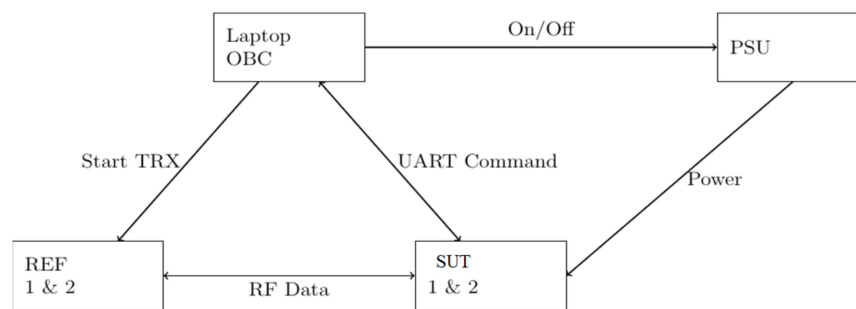 Laptop
OBC
On/Off
PSU
Start TRX
UART Command
Power
REF
1 & 2
RF Data
SUT
1 & 2